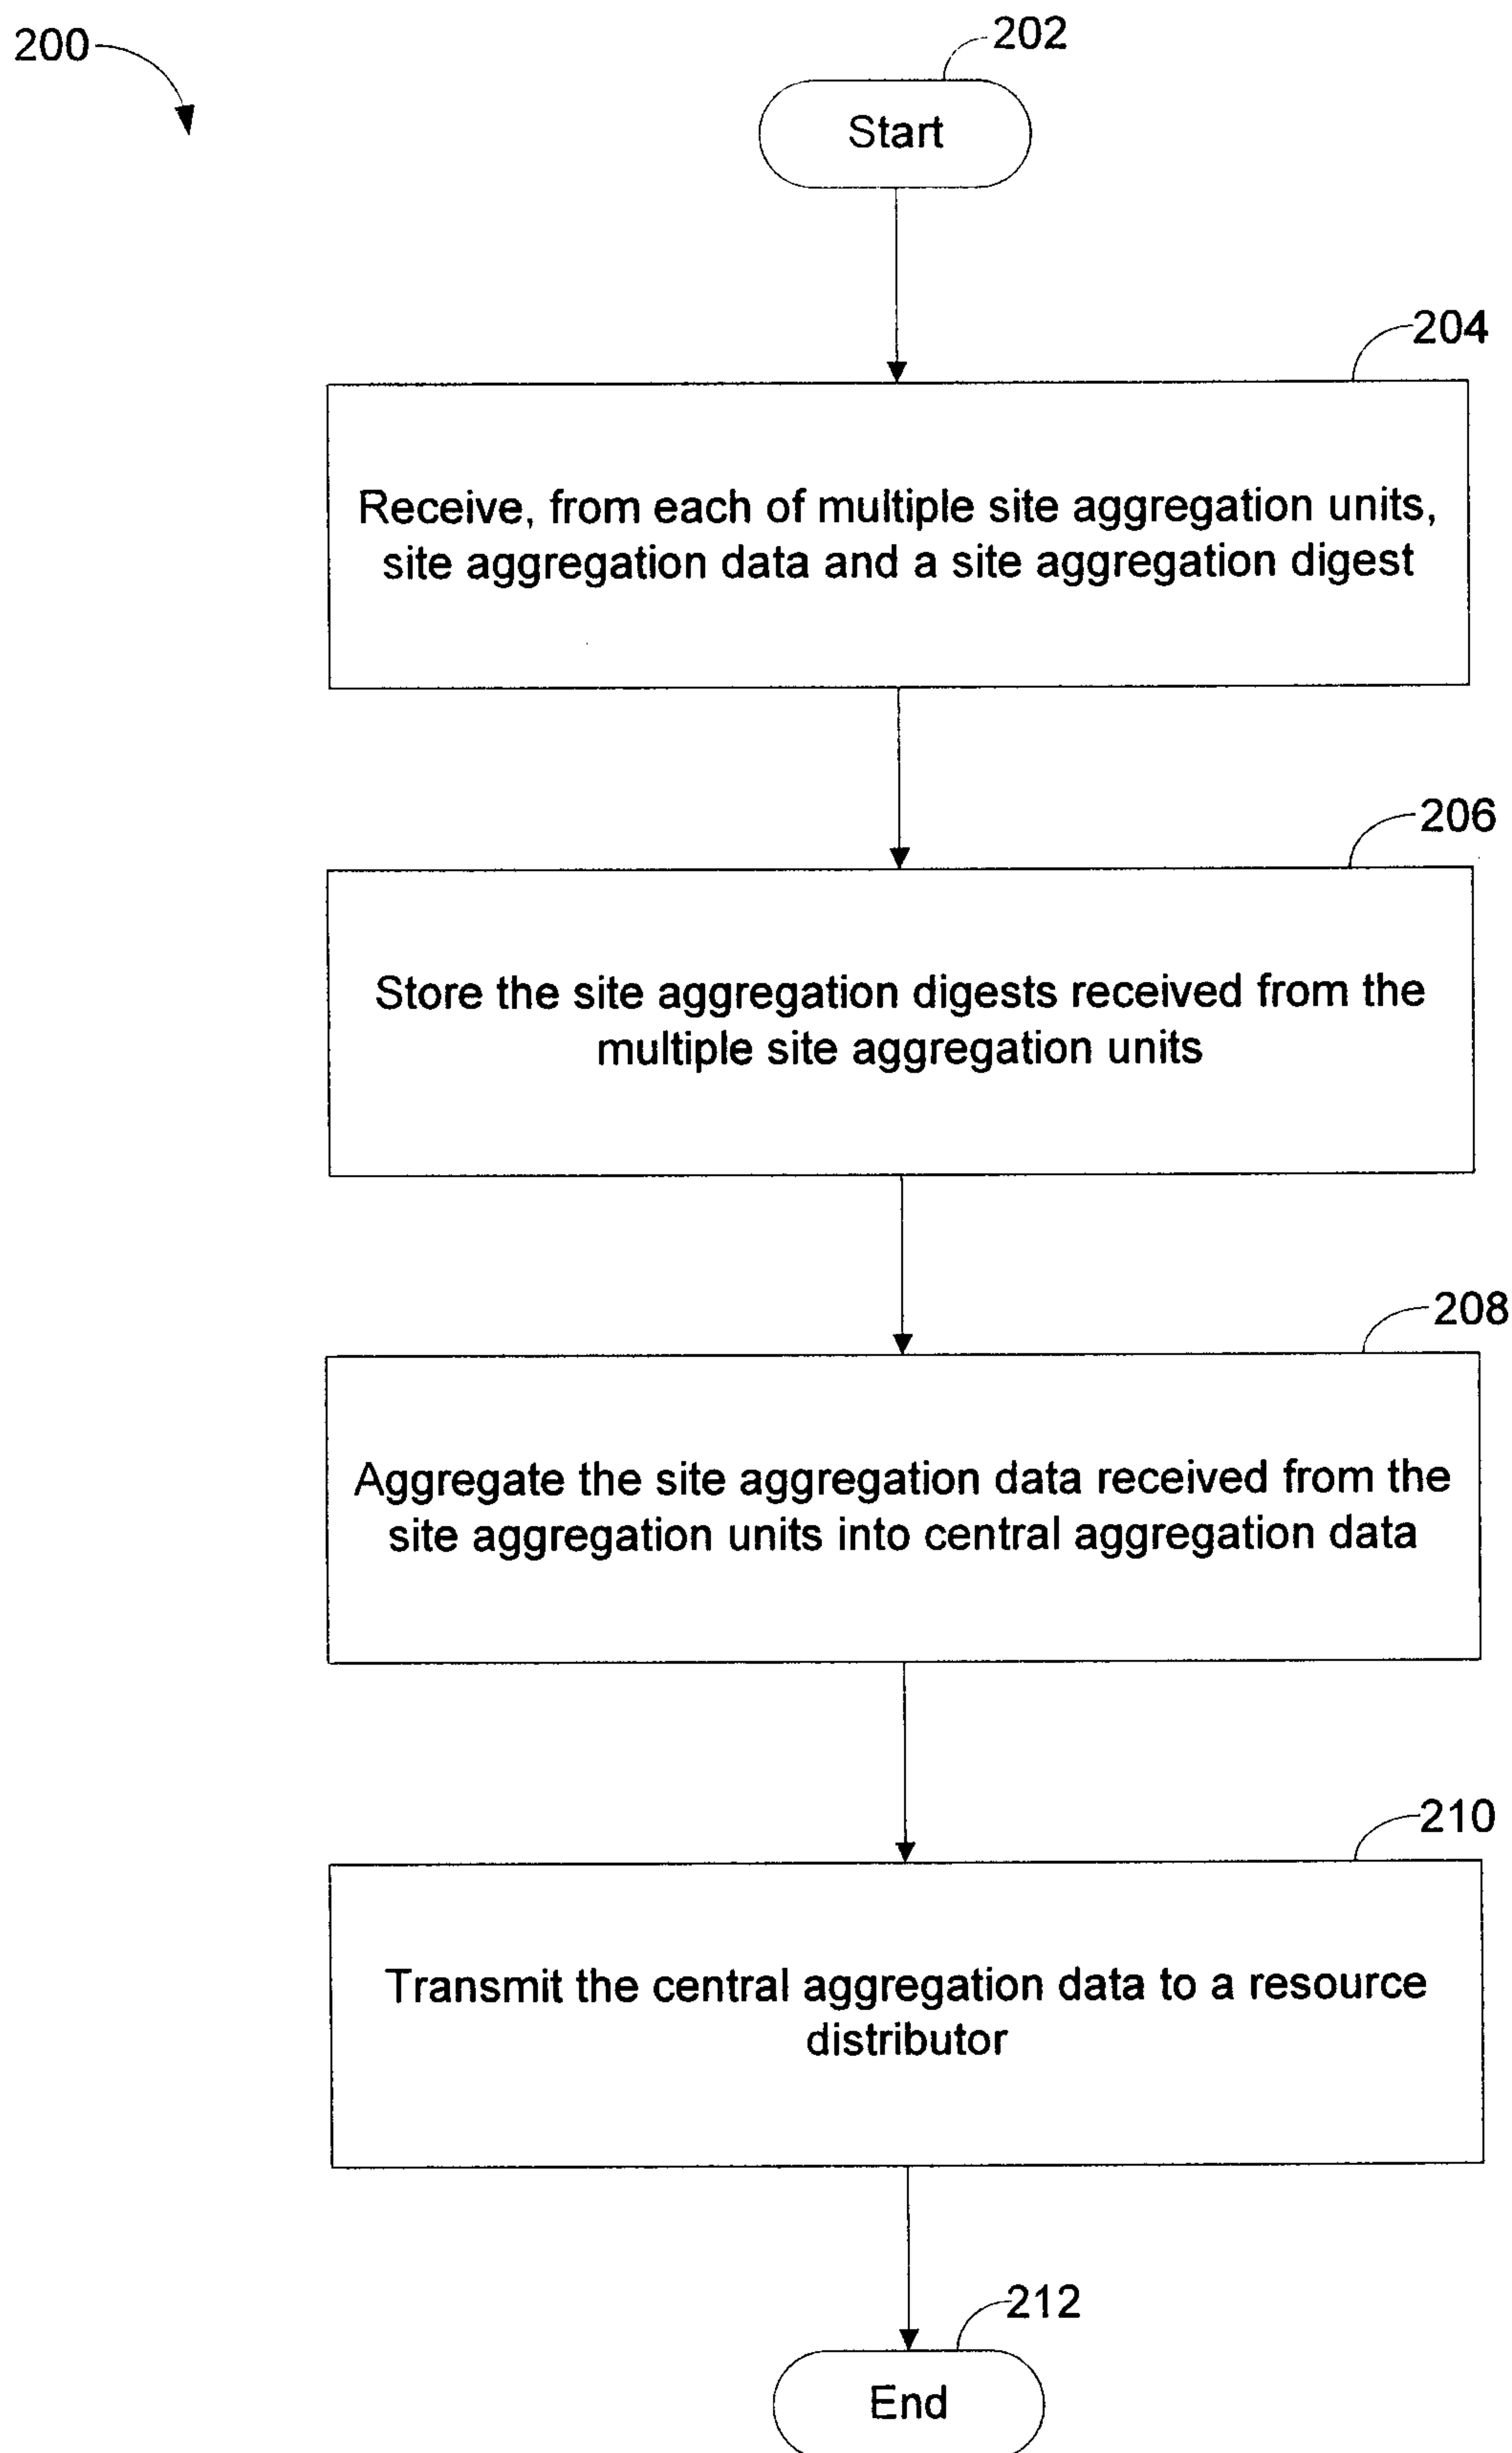 200
202
Start
204
Receive, from each of multiple site aggregation units,
site aggregation data and a site aggregation digest
206
Store the site aggregation digests received from the
multiple site aggregation units
208
Aggregate the site aggregation data received from the
site aggregation units into central aggregation data
210
Transmit the central aggregation data to a resource
distributor
212
End